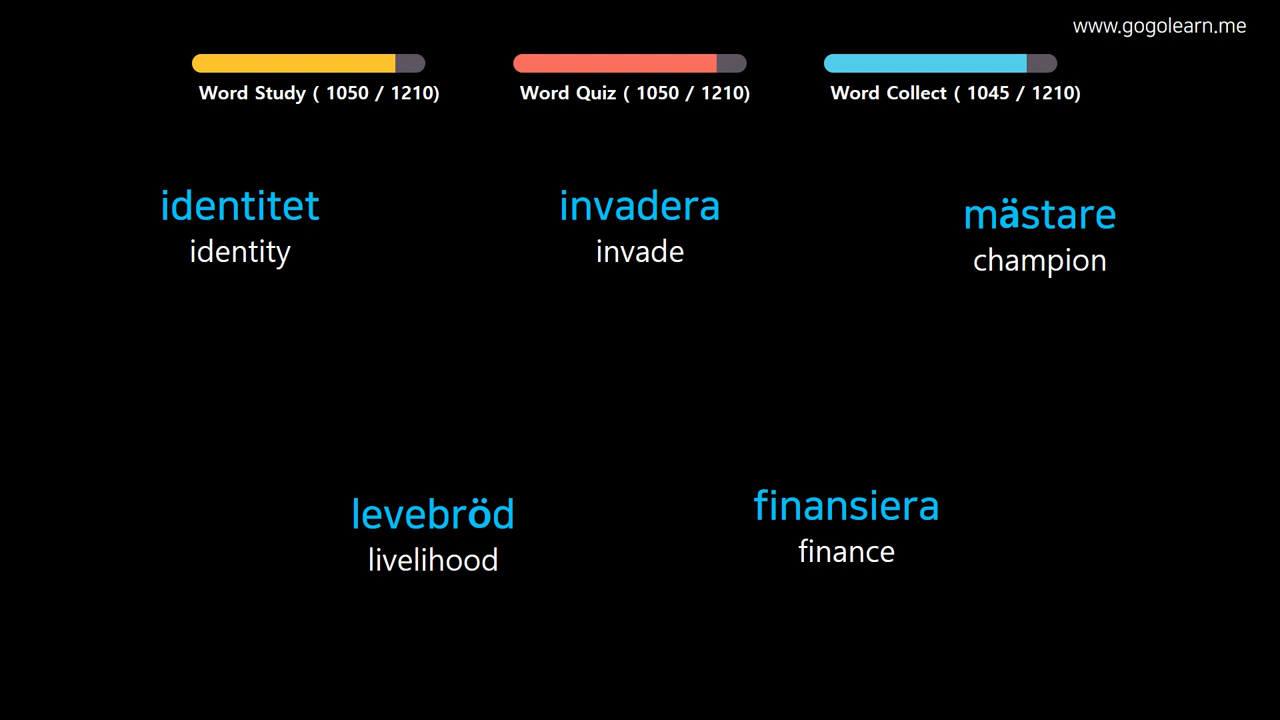 www.gogolearn.me
Word Study ( 1050 / 1210)
Word Quiz ( 1050 / 1210)
Word Collect ( 1045 / 1210)
identitet
identity
invadera
invade
mästare
champion
levebröd
livelihood
finansiera
finance